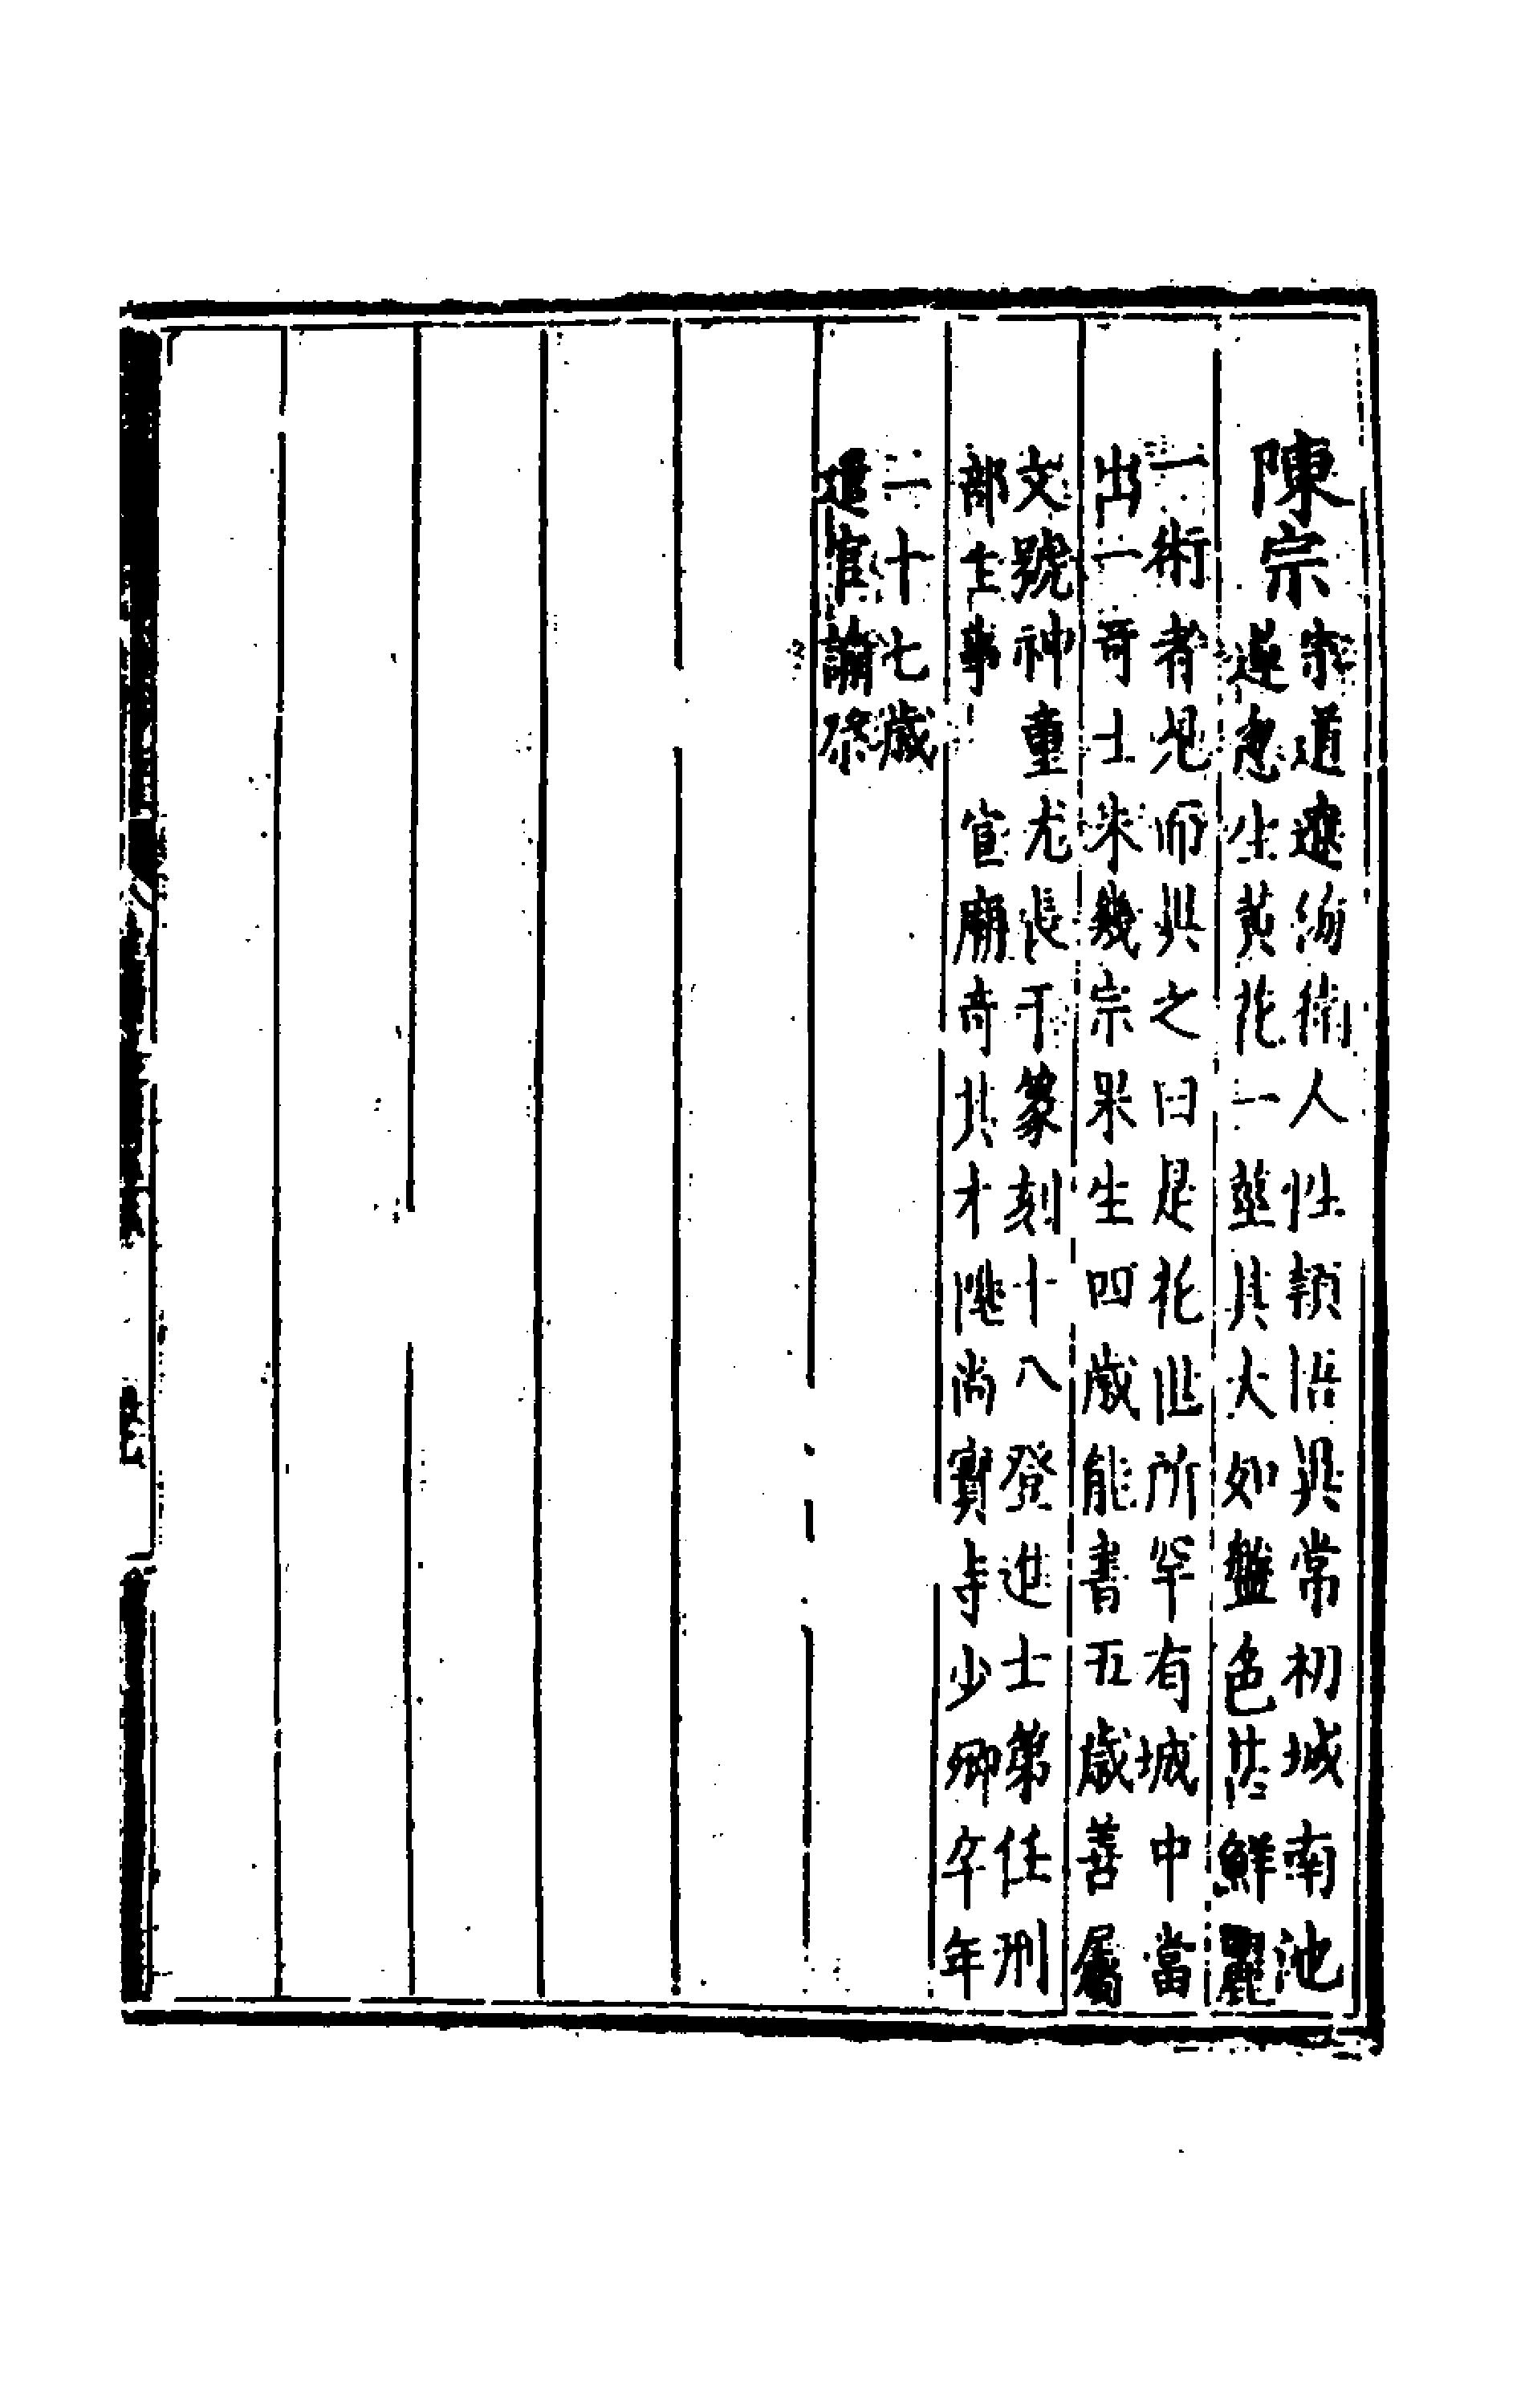 陳宗
宗道遼衛人性穎悟異常初城南池
蓮忽生黃花一莖其大如盤色甚鮮麗
一術者見而異之曰是花世所罕有城中當
出一奇士未幾宗果生四歲能書五歲善屬
文號神童尤長于篆刻十八登進士第任刑
部主事　宣廟奇其才陞尚寶寺少卿卒年
二十七歲
遣官諭祭